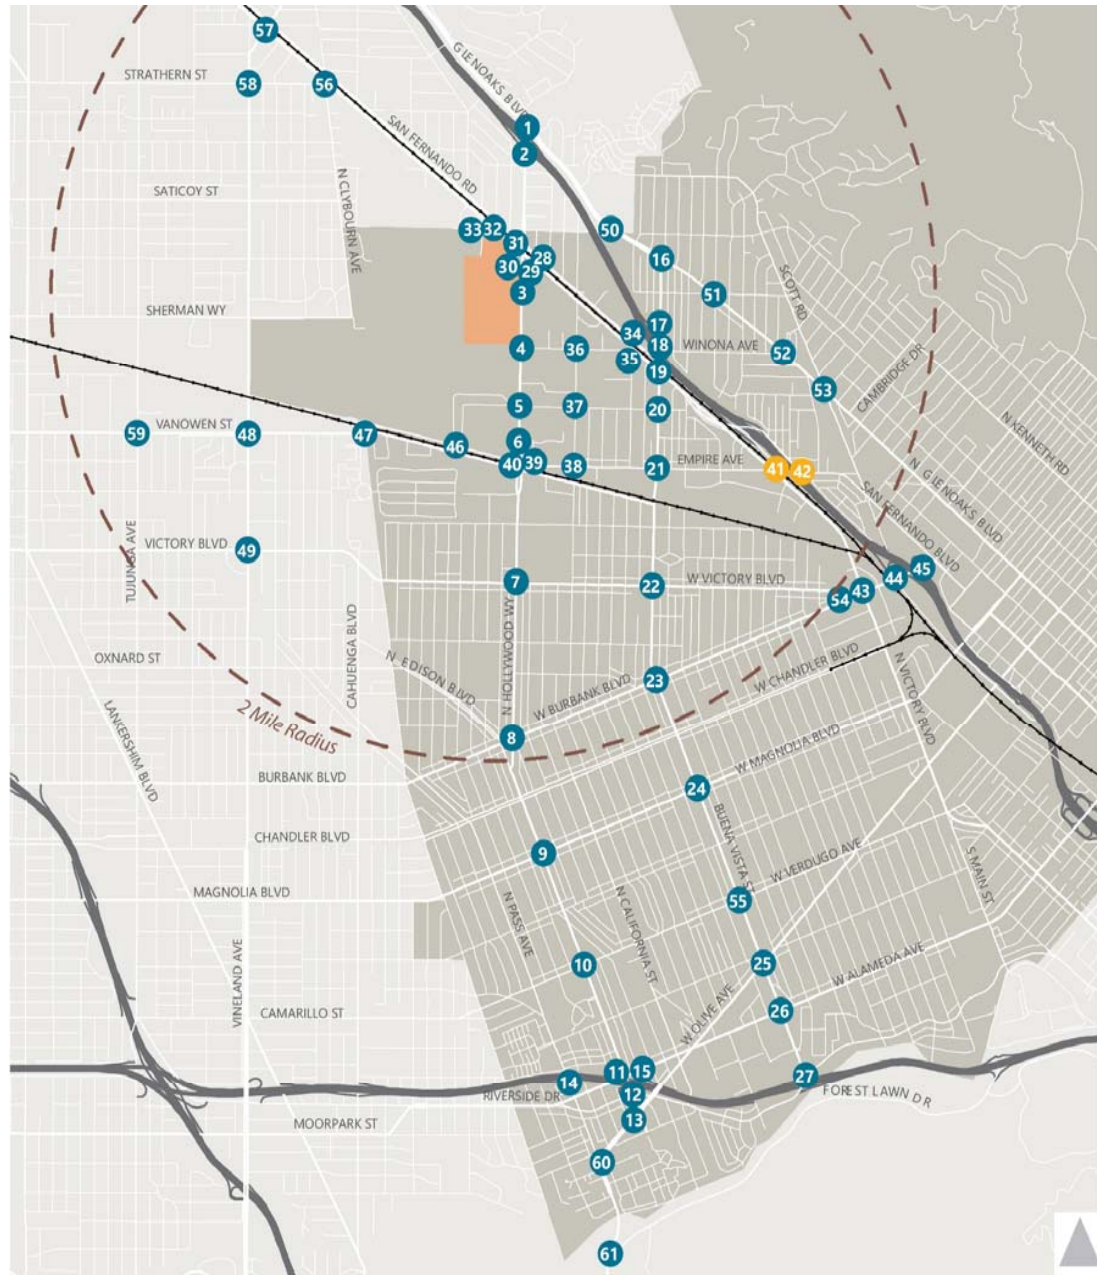 57
GLENOAKS BLVD
STRATHERN ST
58
56
1
SAN FERNANDO RD
2
SATICOY ST
N CLYBOURN AVE
33
32
50
31
16
28
30
29
SCOTT RD
3
51
SHERMAN WY
17
34
4
36
18
WINONA AVE
52
35
19
CAMBRIDGE DR
53
5
37
20
N KENNETH RD
VANOWEN ST
59
48
47
46
6
40
39
38
21
EMPIRE AVE
41
42
N GLENOAKS BLVD
SAN FERNANDO BLVD
TUJUNGA AVE
VICTORY BLVD
49
7
22
W VICTORY BLVD
45
44
43
54
CAHUENGA BLVD
OXNARD ST
N EDISON BLVD
N HOLLYWOOD WY
W BURBANK BLVD
23
W CHANDLER BLVD
N VICTORY BLVD
2 Mile Radius
LANKERSHIM BLVD
8
W MAGNOLIA BLVD
BURBANK BLVD
24
CHANDLER BLVD
BUENA VISTA ST
9
W VERDUGO AVE
S MAIN ST
MAGNOLIA BLVD
N PASS AVE
N CALIFORNIA ST
55
VINELAND AVE
10
25
W ALAMEDA AVE
CAMARILLO ST
W OLIVE AVE
26
14
11
15
27
RIVERSIDE DR
12
FOREST LAWN DR
MOORPARK ST
13
60
61